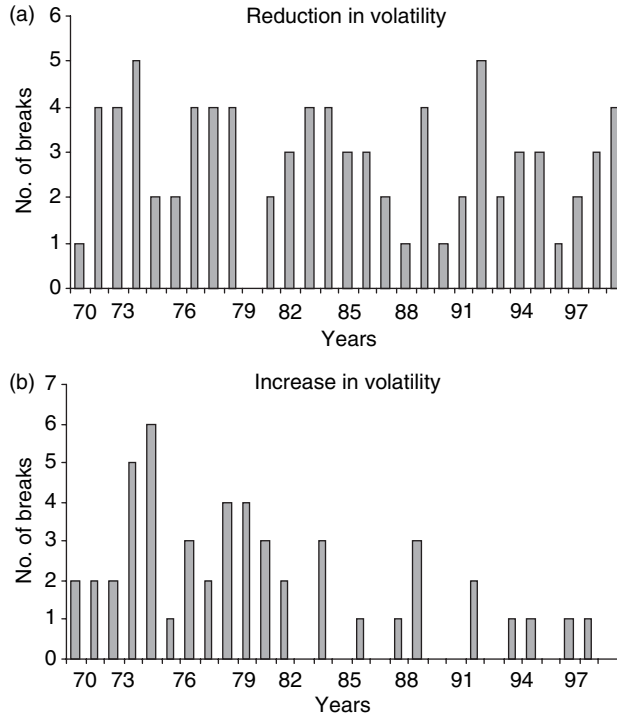 (a)
Reduction in volatility
No. of breaks
6
5
4
3
2
1
0
70 73 76 79 82 85 88 91 94 97
Years
(b)
Increase in volatility
No. of breaks
7
6
5
4
3
2
1
0
70 73 76 79 82 85 88 91 94 97
Years